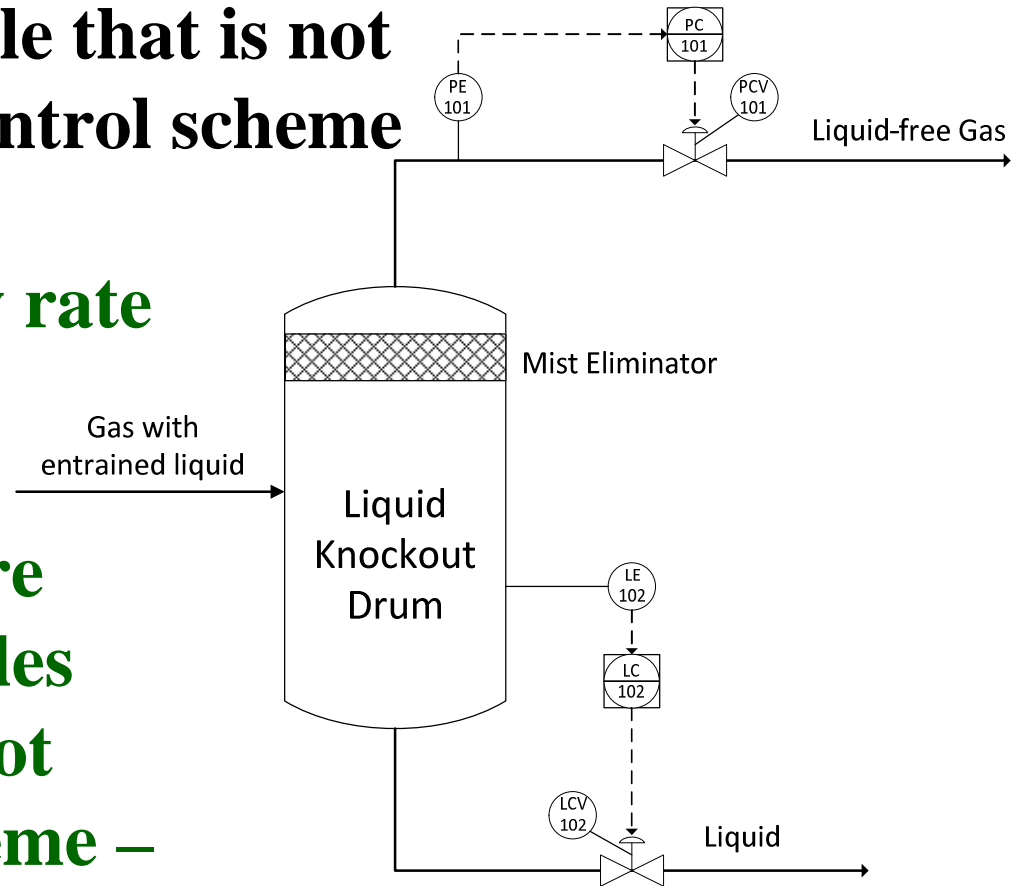 le that is not
ntrol scheme
rate
re
les
ot
eme –
PE
101
PC
101
PCV
101
Liquid-free Gas
Mist Eliminator
Gas with
entrained liquid
Liquid
Knockout
Drum
LE
102
LC
102
LCV
102
Liquid